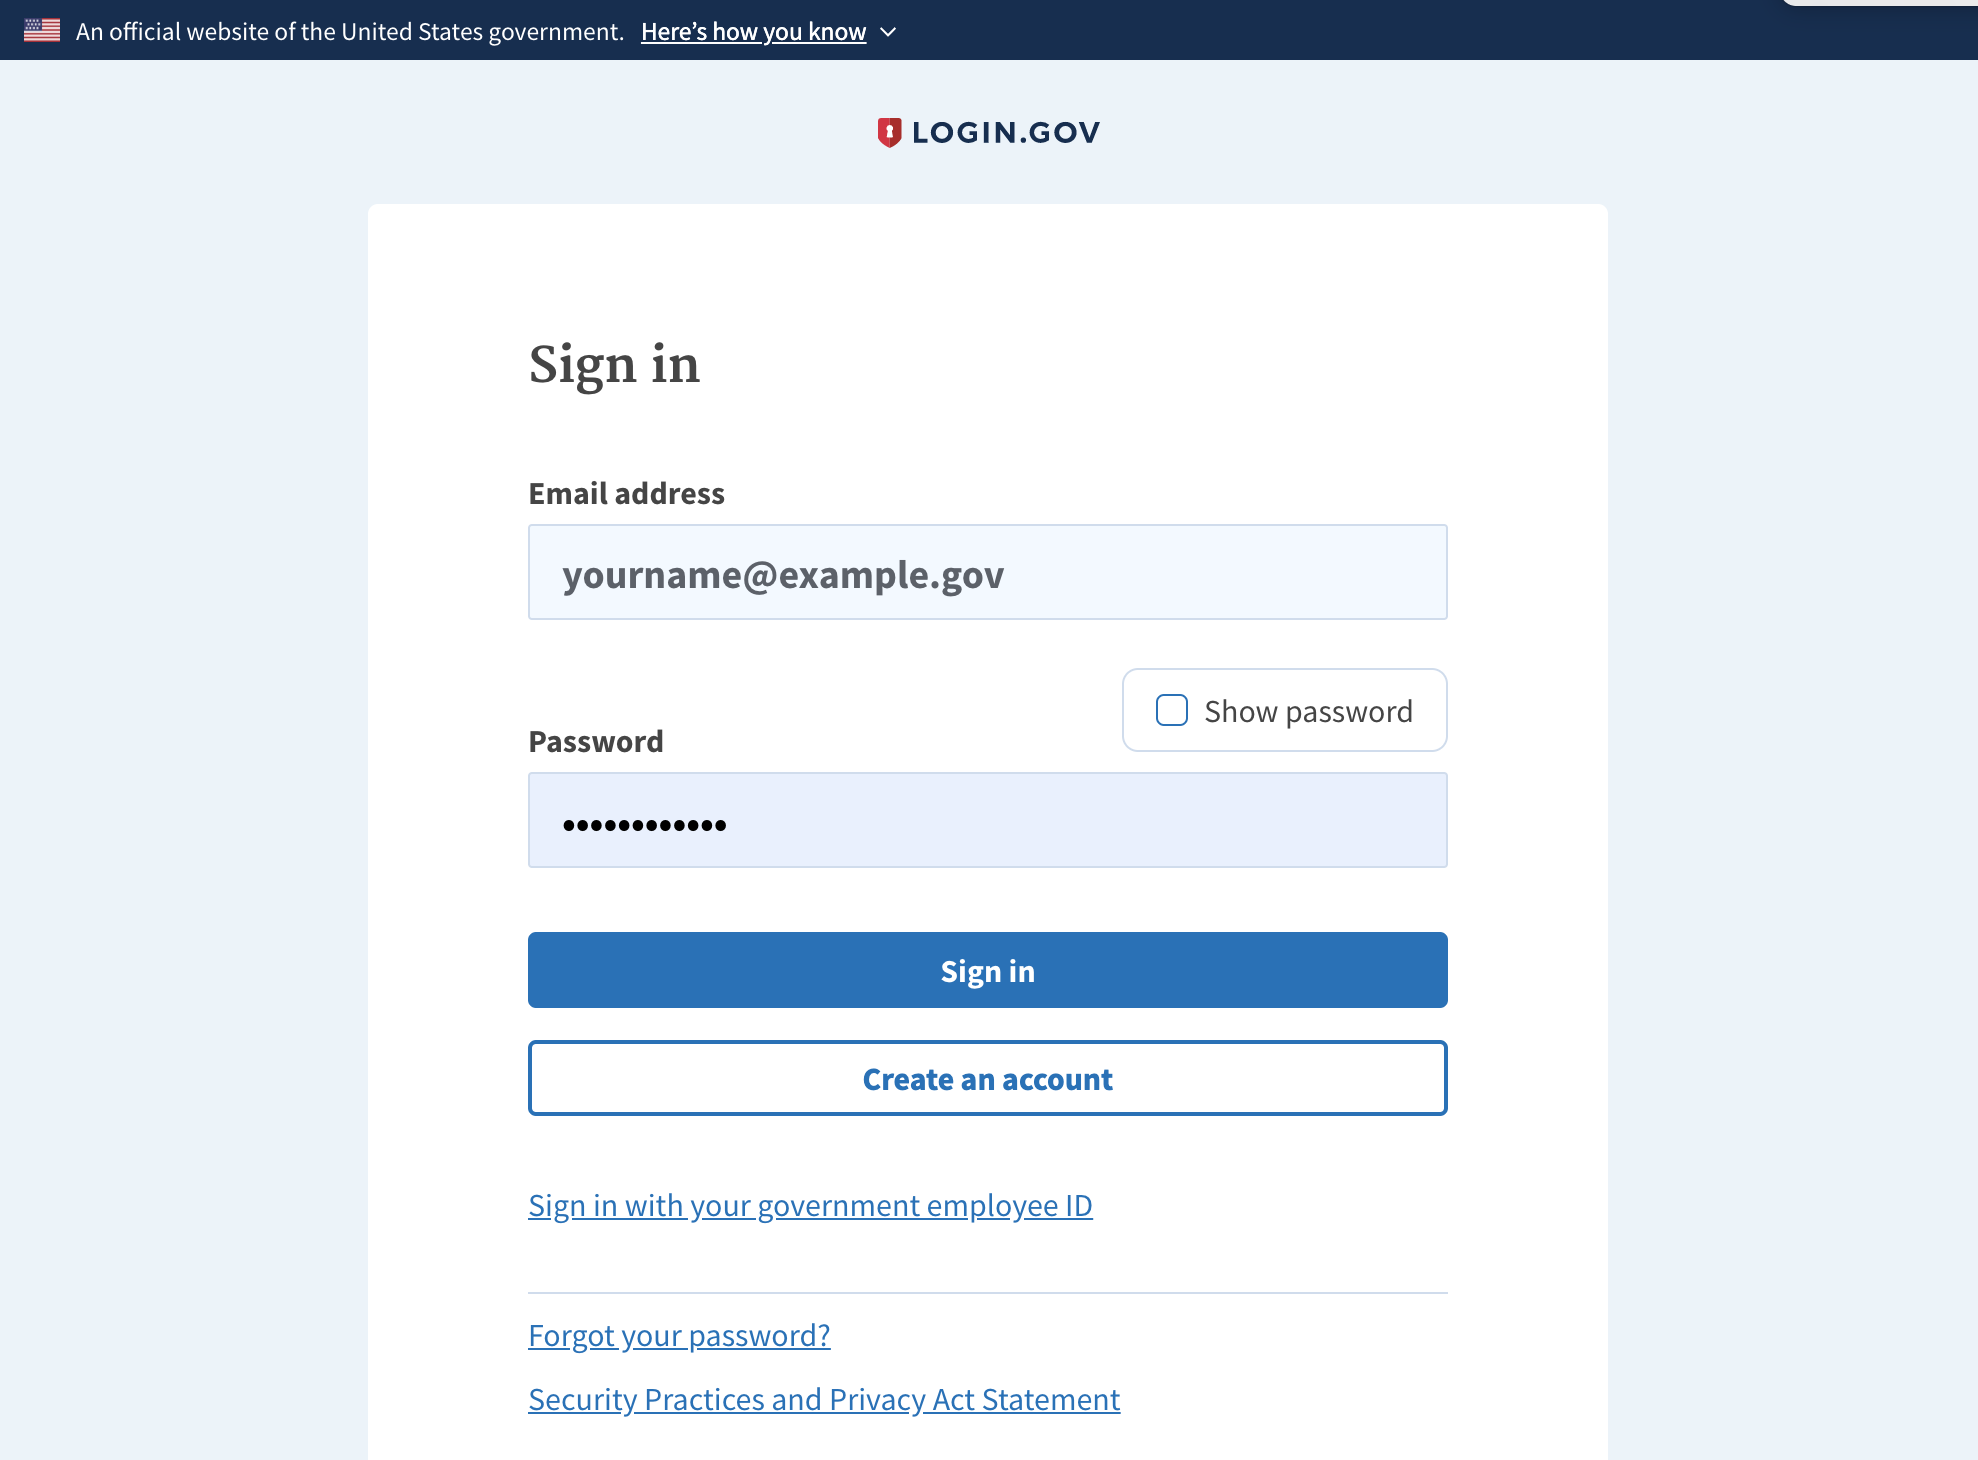 An official website of the United States government. Here’s how you know
LOGIN.GOV
Sign in
Email address
yourname@example.gov
Show password
Password
••••••••••••
Sign in
Create an account
Sign in with your government employee ID
Forgot your password?
Security Practices and Privacy Act Statement